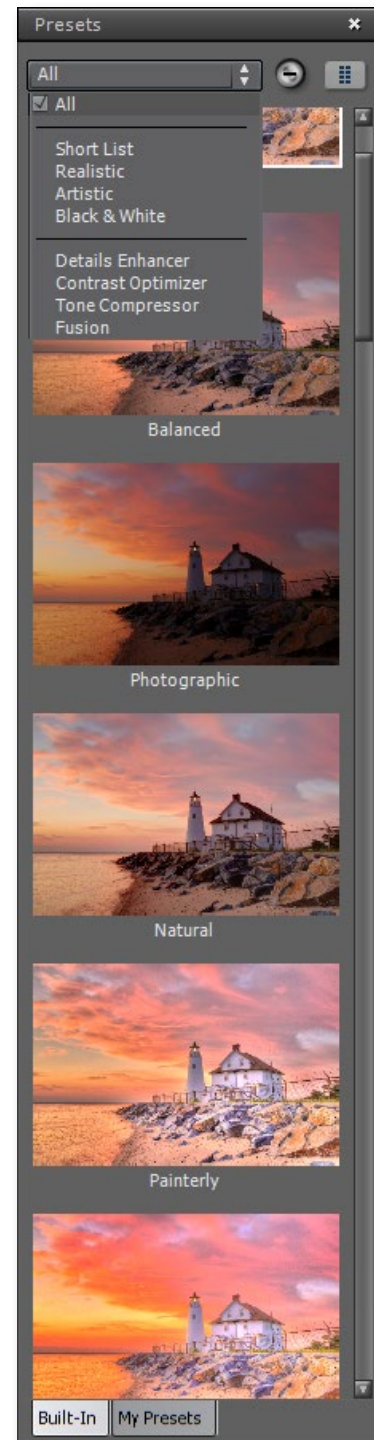 Presets
All
All
Short List
Realistic
Artistic
Black & White
Details Enhancer
Contrast Optimizer
Tone Compressor
Fusion
Balanced
Photographic
Natural
Painterly
Built-In
My Presets